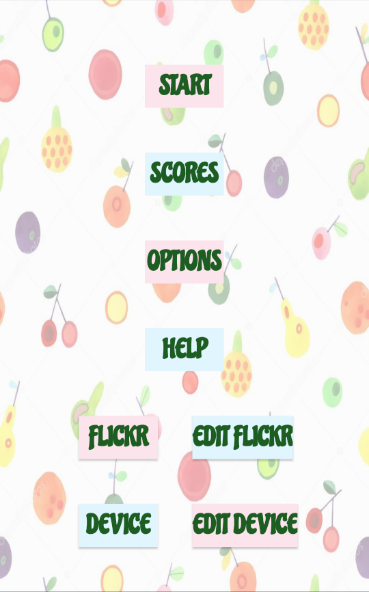 START
SCORES
OPTIONS
HELP
FLICKR EDIT FLICKR
DEVICE EDIT DEVICE